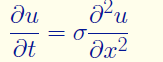 ∂u/∂t = σ ∂²u/∂x²